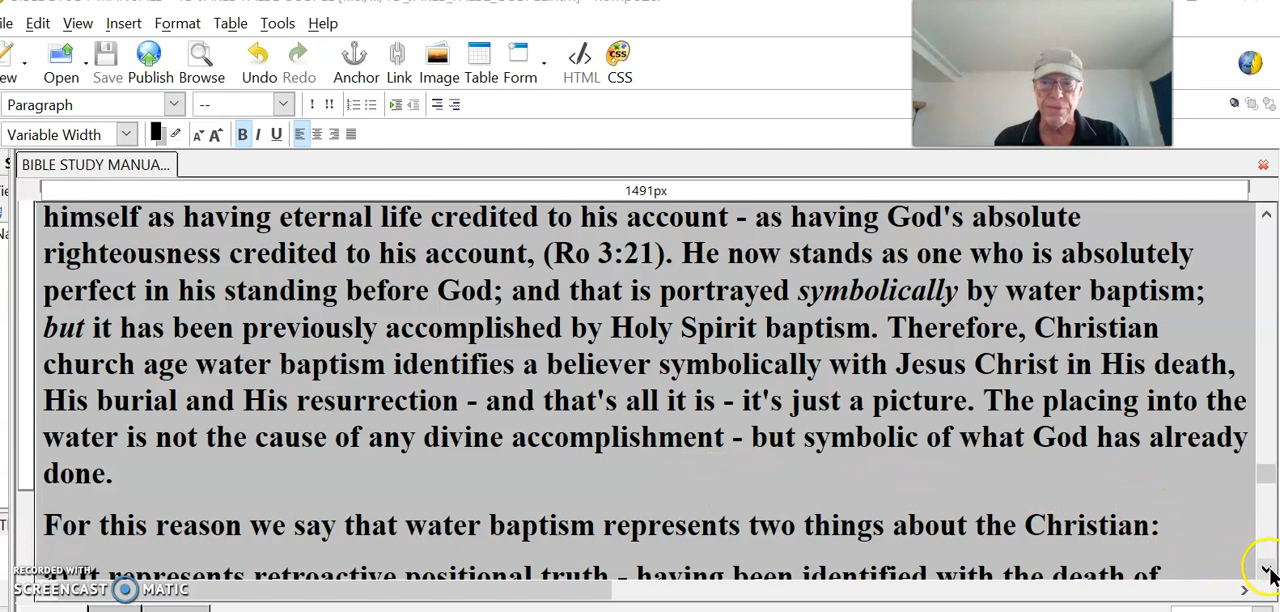 Edit View Insert Format Table Tools Help
Open Save Publish Browse Undo Redo Anchor Link Image Table Form HTML CSS
Paragraph -- ! !!
Variable Width A A B I U
BIBLE STUDY MANUA...
1491px
himself as having eternal life credited to his account - as having God's absolute
righteousness credited to his account, (Ro 3:21). He now stands as one who is absolutely
perfect in his standing before God; and that is portrayed symbolically by water baptism;
but it has been previously accomplished by Holy Spirit baptism. Therefore, Christian
church age water baptism identifies a believer symbolically with Jesus Christ in His death,
His burial and His resurrection - and that's all it is - it's just a picture. The placing into the
water is not the cause of any divine accomplishment - but symbolic of what God has already
done.
For this reason we say that water baptism represents two things about the Christian:
a) It represents retroactive positional truth - having been identified with the death of
RECORDED WITH
SCREENCAST MATIC